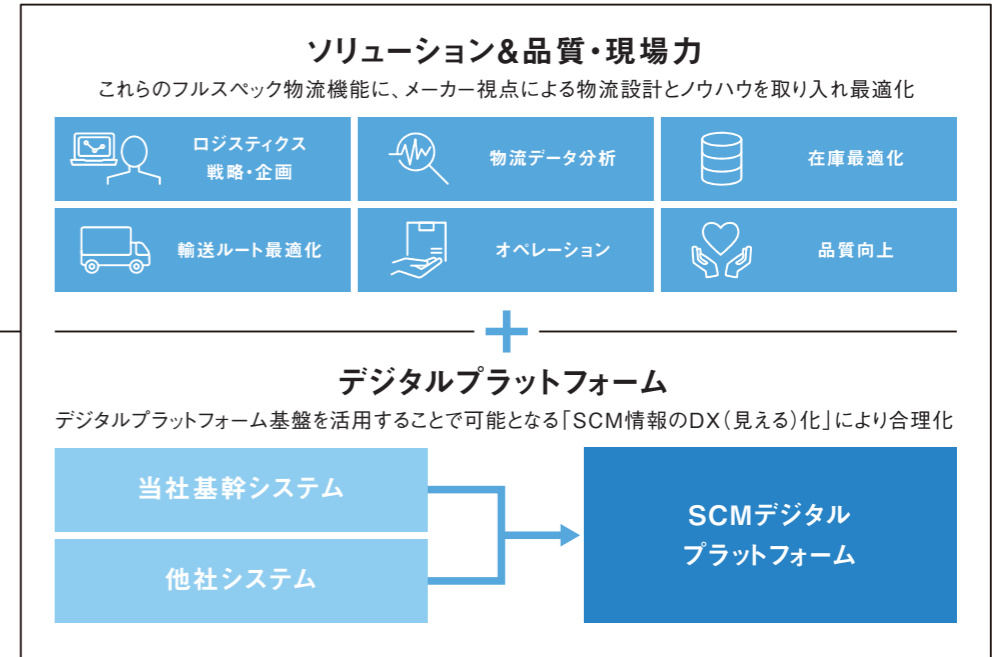 ソリューション&品質・現場力
これらのフルスペック物流機能に、メーカー視点による物流設計とノウハウを取り入れ最適化
ロジスティクス
戦略・企画
物流データ分析
在庫最適化
輸送ルート最適化
オペレーション
品質向上
+
デジタルプラットフォーム
デジタルプラットフォーム基盤を活用することで可能となる「SCM情報のDX(見える)化」により合理化
当社基幹システム
他社システム
SCMデジタル
プラットフォーム